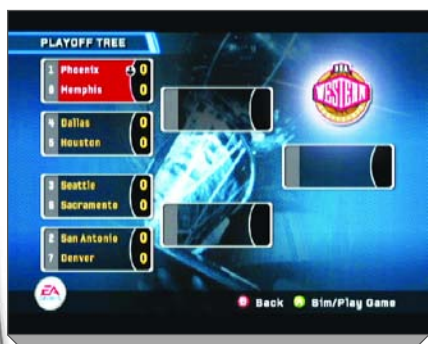 PLAYOFF TREE
1 Phoenix 0
8 Memphis 0
4 Dallas 0
5 Houston 0
3 Seattle 0
6 Sacramento 0
2 San Antonio 0
7 Denver 0
WESTERN
EA
B Back A Sim/Play Game